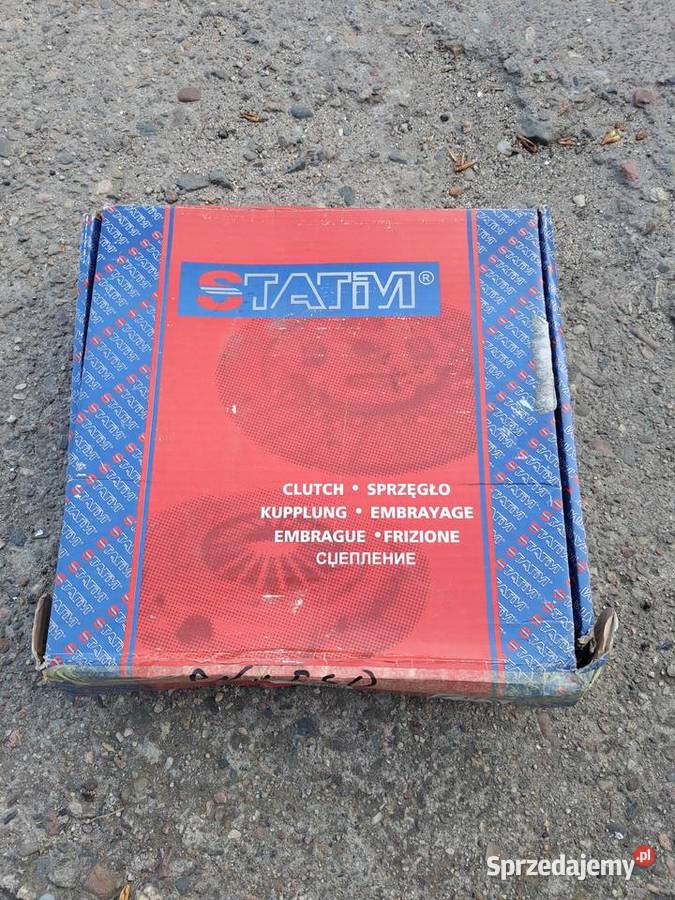 STATIM®
CLUTCH • SPRZĘGŁO
KUPPLUNG • EMBRAYAGE
EMBRAGUE • FRIZIONE
СЦЕПЛЕНИЕ
Sprzedajemy.pl